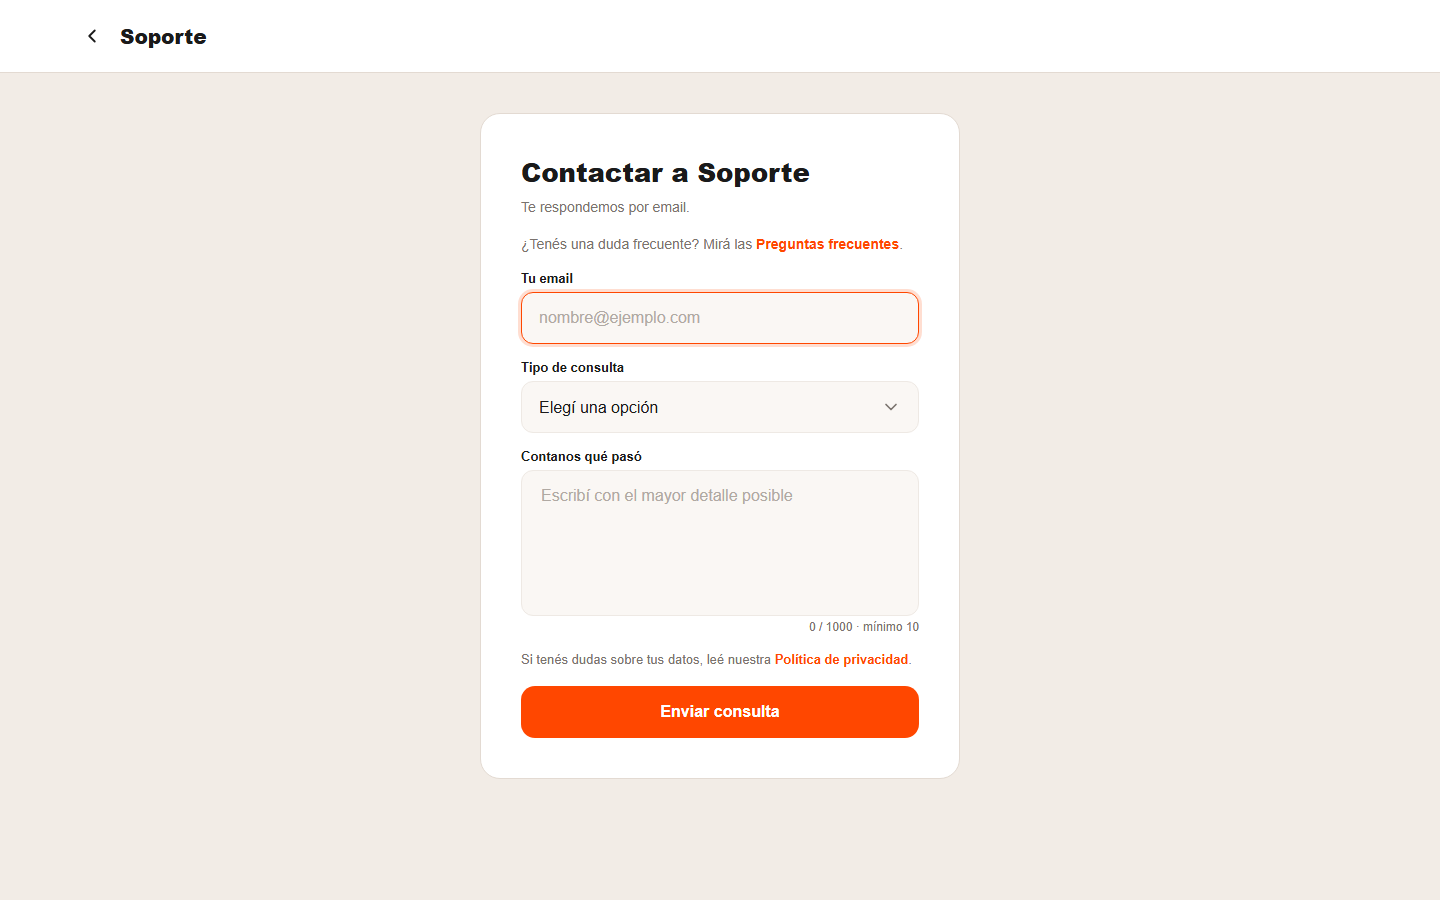 Soporte
Contactar a Soporte
Te respondemos por email.
¿Tenés una duda frecuente? Mirá las Preguntas frecuentes.
Tu email
nombre@ejemplo.com
Tipo de consulta
Elegí una opción
Contanos qué pasó
Escribí con el mayor detalle posible
0 / 1000 · mínimo 10
Si tenés dudas sobre tus datos, leé nuestra Política de privacidad.
Enviar consulta